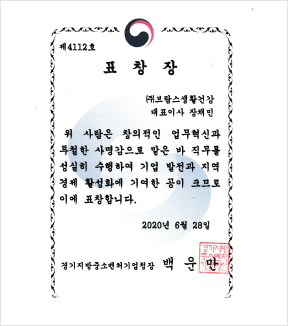 제4112호
표 창 장
㈜브람스생활건강
대표이사 장채민
위 사람은 창의적인 업무혁신과
투철한 사명감으로 맡은 바 직무를
성실히 수행하여 기업 발전과 지역
경제 활성화에 기여한 공이 크므로
이에 표창합니다.
2020년 6월 28일
경기지방중소벤처기업청장 백 운 만